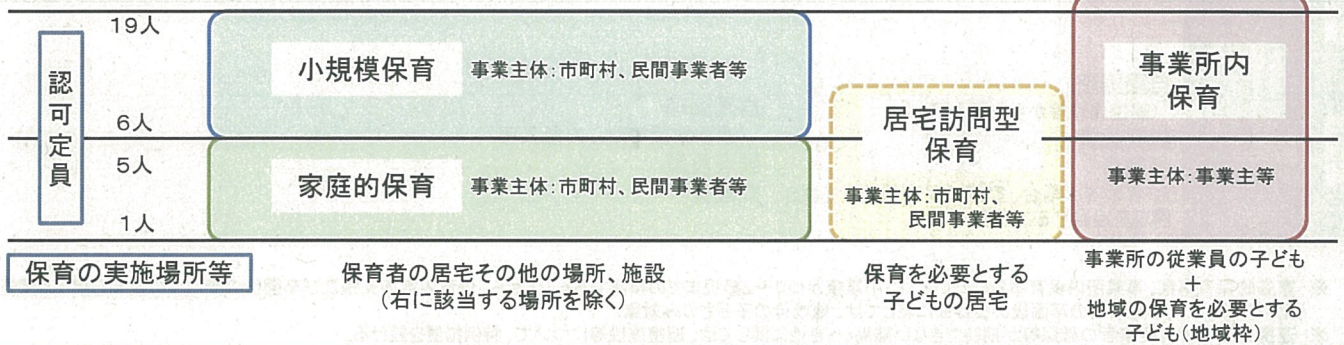 19人
認可定員
6人
5人
1人
小規模保育
事業主体:市町村、民間事業者等
家庭的保育
事業主体:市町村、民間事業者等
居宅訪問型
保育
事業主体:市町村、
民間事業者等
事業所内
保育
事業主体:事業主等
保育の実施場所等
保育者の居宅その他の場所、施設
(右に該当する場所を除く)
保育を必要とする
子どもの居宅
事業所の従業員の子ども
+
地域の保育を必要とする
子ども(地域枠)